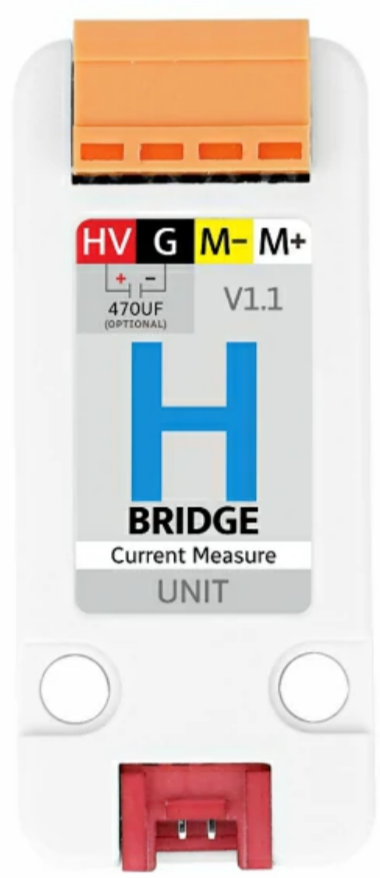 HV G M- M+
+ -
470UF
(OPTIONAL)
V1.1
H
BRIDGE
Current Measure
UNIT